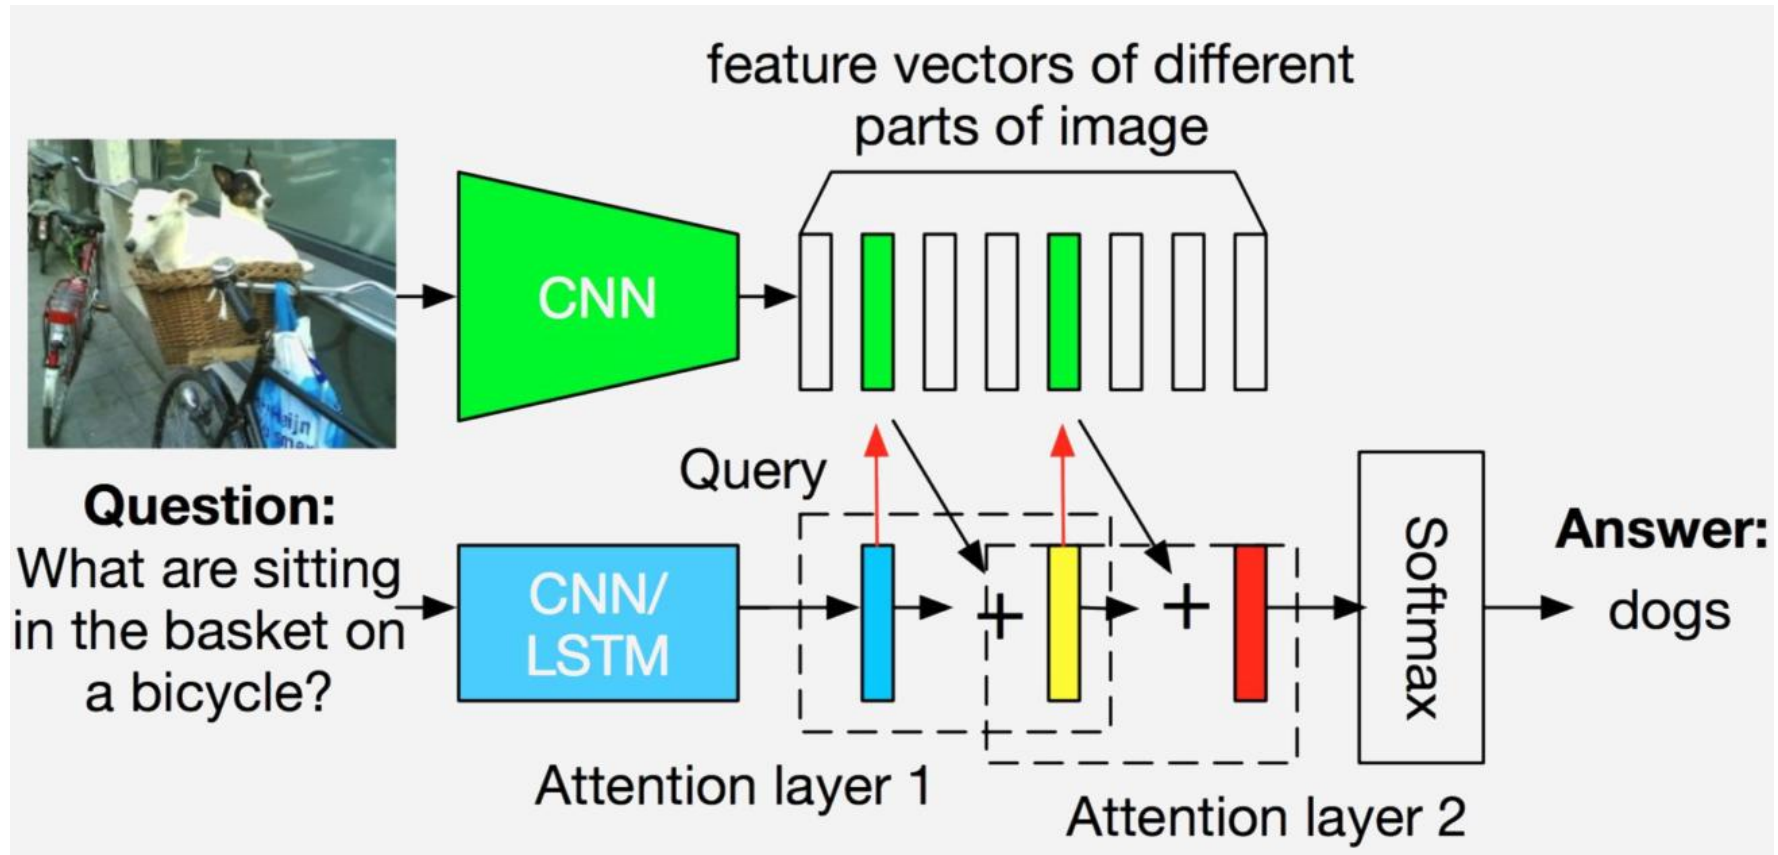 feature vectors of different
parts of image
CNN
Query
Question:
What are sitting
in the basket on
a bicycle?
CNN/
LSTM
+
+
Softmax
Answer:
dogs
Attention layer 1
Attention layer 2